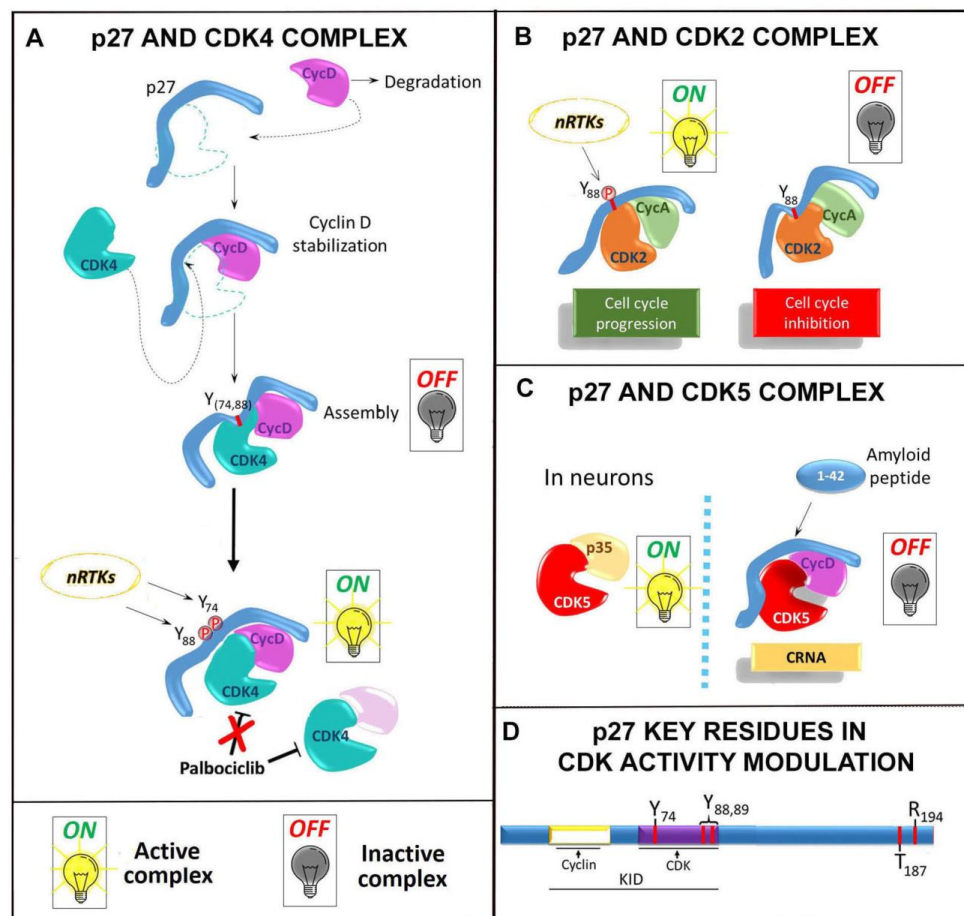 A
p27 AND CDK4 COMPLEX
p27
CycD
Degradation
Cyclin D
stabilization
CDK4
CycD
Y(74,88)
Assembly
OFF
CycD
CDK4
nRTKs
Y74
Y88
P
P
ON
CycD
CDK4
CDK4
Palbociclib
ON
Active
complex
OFF
Inactive
complex
B
p27 AND CDK2 COMPLEX
nRTKs
ON
Y88
P
CycA
CDK2
Cell cycle
progression
OFF
Y88
CycA
CDK2
Cell cycle
inhibition
C
p27 AND CDK5 COMPLEX
In neurons
p35
CDK5
ON
1-42
Amyloid
peptide
CycD
CDK5
OFF
CRNA
D
p27 KEY RESIDUES IN
CDK ACTIVITY MODULATION
Y74
Y88,89
R194
T187
Cyclin
CDK
KID